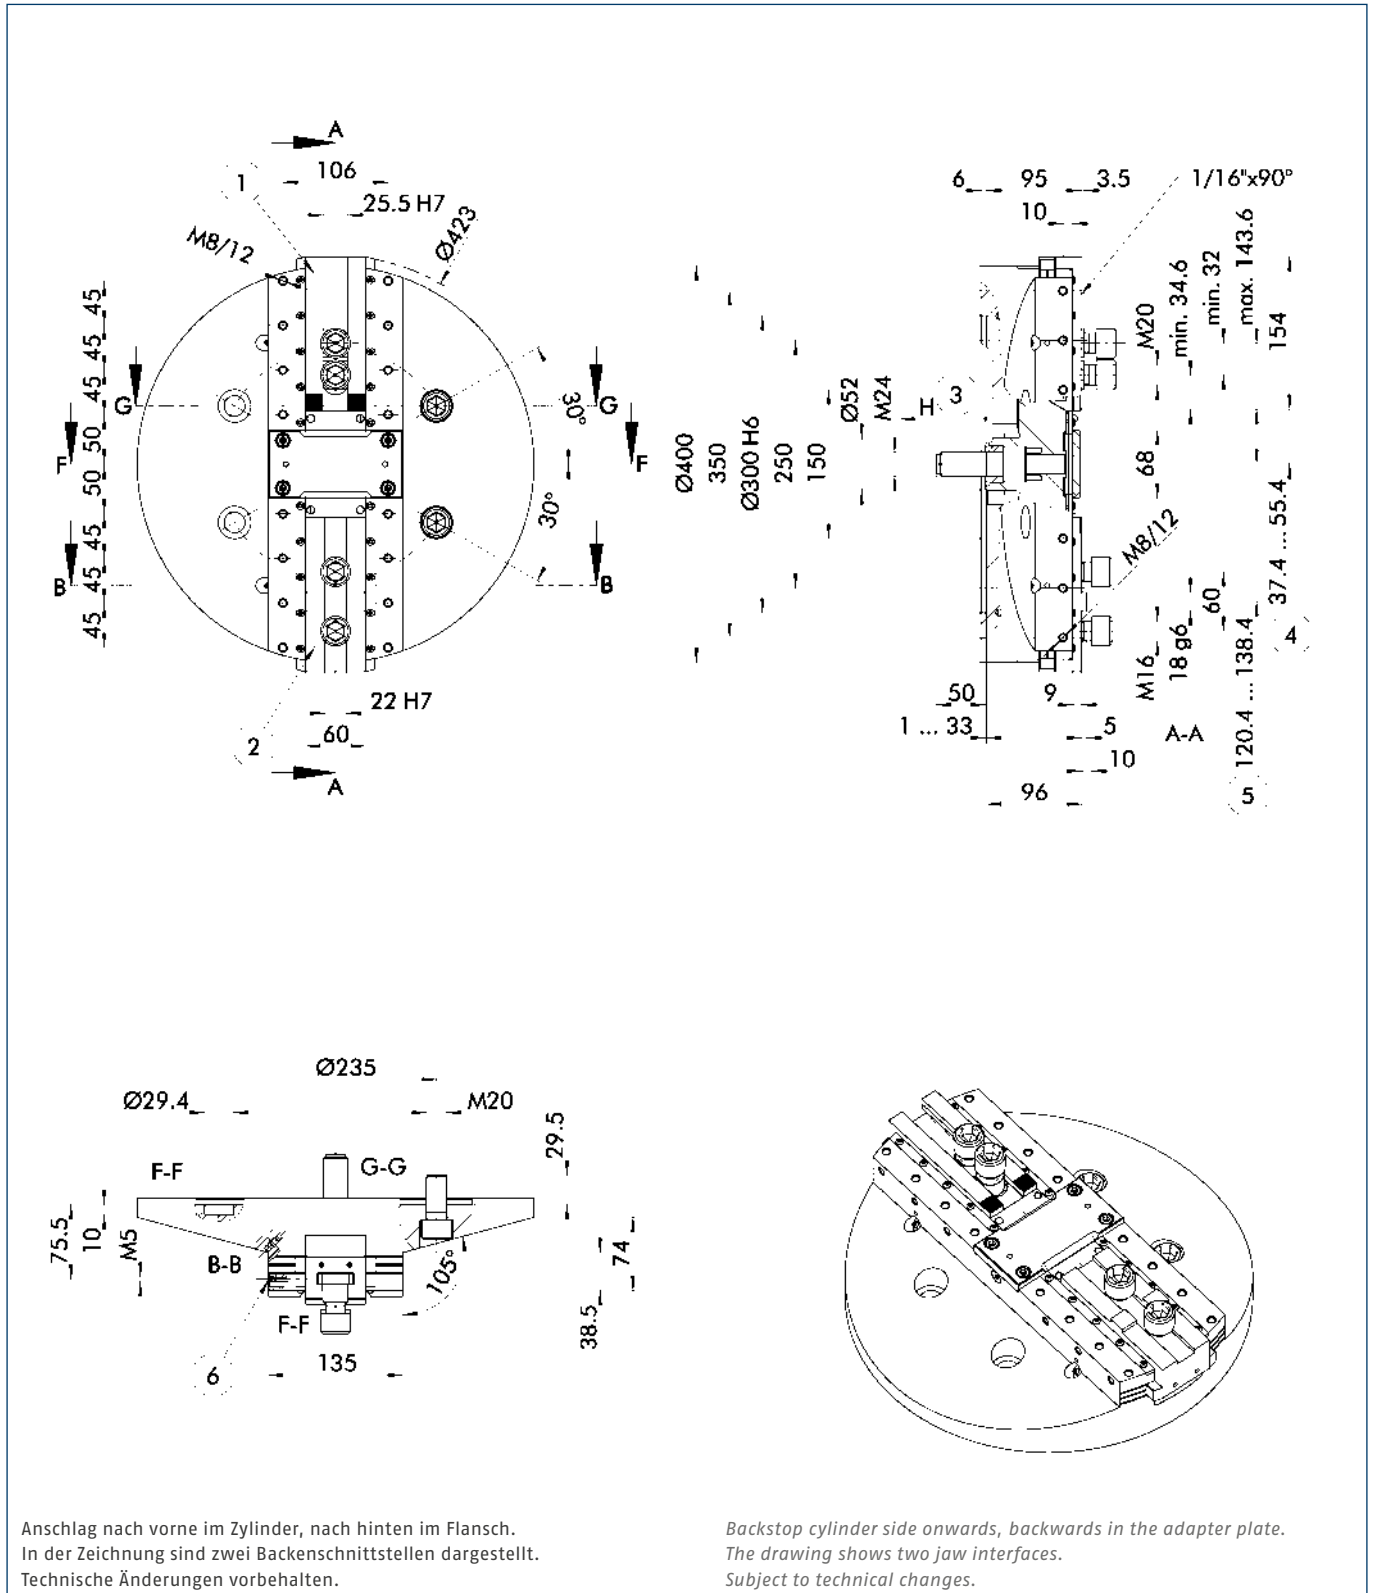 A
106
1
25.5 H7
M8/12
Ø423
45
45
45
50
50
45
45
45
G
G
F
F
B
B
30°
30°
22 H7
60
2
A
6
95
3.5
1/16"x90°
10
Ø400
350
Ø300 H6
250
150
Ø52
M24
H
3
M20
min. 34.6
min. 32
max. 143.6
154
68
M8/12
37.4 ... 55.4
60
4
M16
18 g6
120.4 ... 138.4
50
9
1 ... 33
5
A-A
10
96
5
Ø235
Ø29.4
M20
29.5
F-F
G-G
75.5
10
M5
B-B
105°
74
38.5
F-F
135
6
Anschlag nach vorne im Zylinder, nach hinten im Flansch.
In der Zeichnung sind zwei Backenschnittstellen dargestellt.
Technische Änderungen vorbehalten.
Backstop cylinder side onwards, backwards in the adapter plate.
The drawing shows two jaw interfaces.
Subject to technical changes.